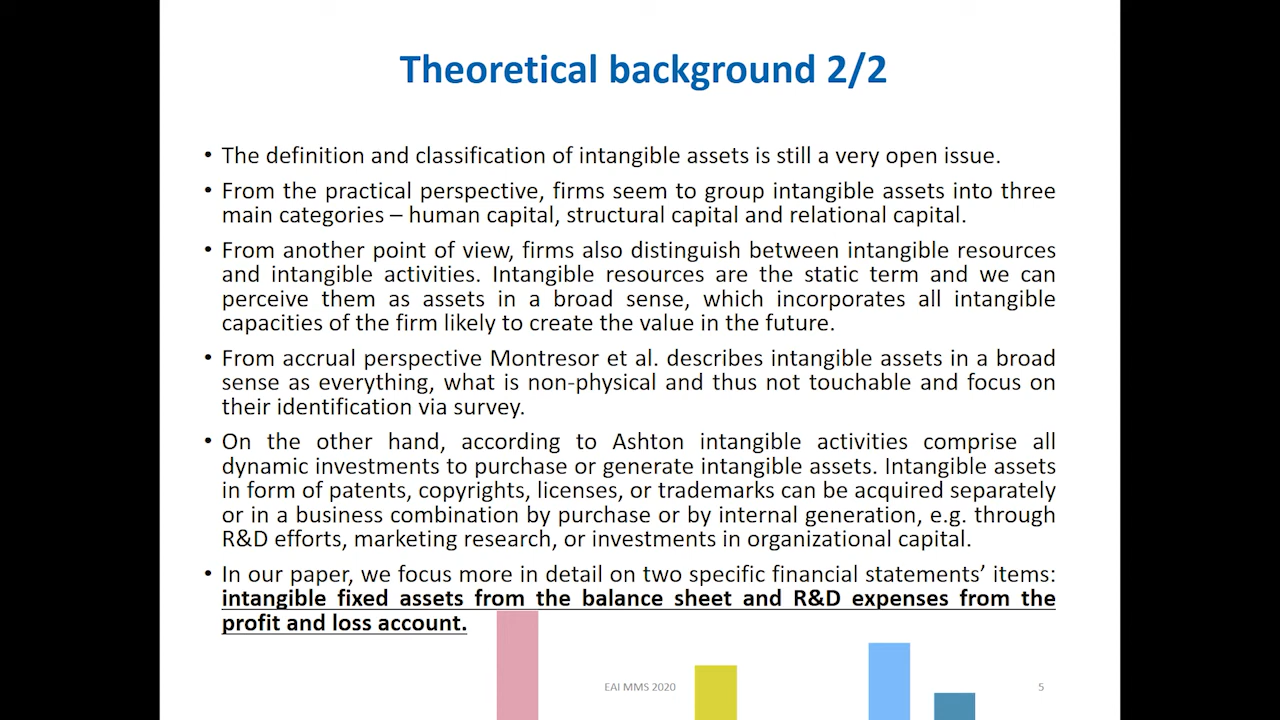 Theoretical background 2/2
• The definition and classification of intangible assets is still a very open issue.
• From the practical perspective, firms seem to group intangible assets into three
main categories – human capital, structural capital and relational capital.
• From another point of view, firms also distinguish between intangible resources
and intangible activities. Intangible resources are the static term and we can
perceive them as assets in a broad sense, which incorporates all intangible
capacities of the firm likely to create the value in the future.
• From accrual perspective Montresor et al. describes intangible assets in a broad
sense as everything, what is non-physical and thus not touchable and focus on
their identification via survey.
• On the other hand, according to Ashton intangible activities comprise all
dynamic investments to purchase or generate intangible assets. Intangible assets
in form of patents, copyrights, licenses, or trademarks can be acquired separately
or in a business combination by purchase or by internal generation, e.g. through
R&D efforts, marketing research, or investments in organizational capital.
• In our paper, we focus more in detail on two specific financial statements’ items:
intangible fixed assets from the balance sheet and R&D expenses from the
profit and loss account.
EAI MMS 2020
5